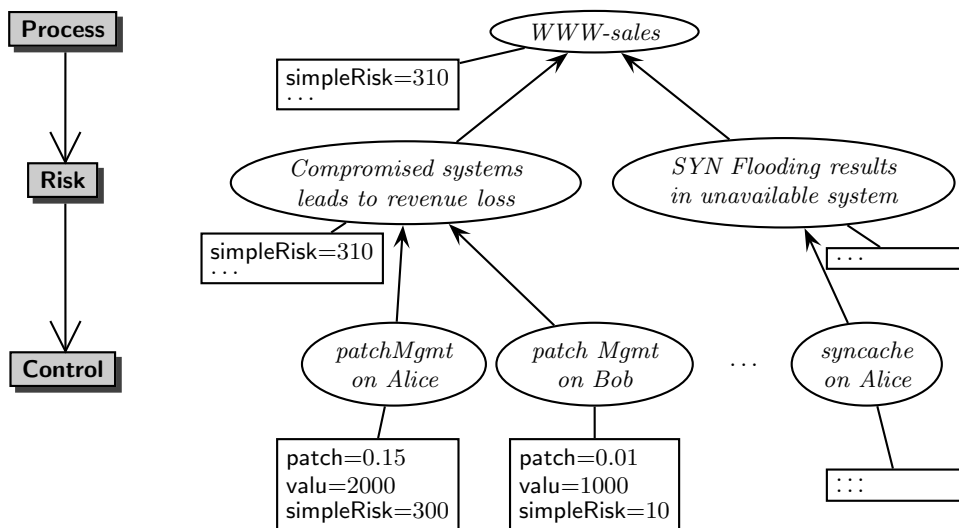 Process
WWW-sales
simpleRisk=310
...
Risk
Compromised systems
leads to revenue loss
SYN Flooding results
in unavailable system
simpleRisk=310
...
...
Control
patchMgmt
on Alice
patch Mgmt
on Bob
...
syncache
on Alice
patch=0.15
valu=2000
simpleRisk=300
patch=0.01
valu=1000
simpleRisk=10
...
...